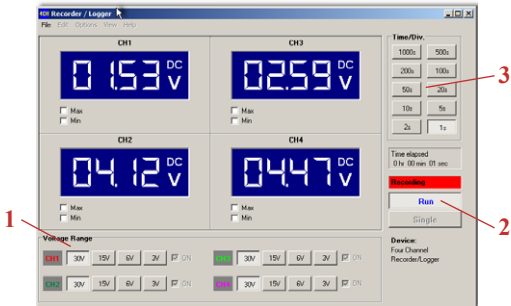 Recorder / Logger
File Edit Options View Help
CH1
01.53 DC V
Max
Min
CH3
02.59 DC V
Max
Min
CH2
04.12 DC V
Max
Min
CH4
04.47 DC V
Max
Min
Time/Div.
1000s 500s
200s 100s
50s 20s
10s 5s
2s 1s
3
Time elapsed
0 hr 00 min 01 sec
Recording
Run
Single
2
Device:
Four Channel
Recorder/Logger
1
Voltage Range
CH1 30V 15V 6V 3V ON
CH3 30V 15V 6V 3V ON
CH2 30V 15V 6V 3V ON
CH4 30V 15V 6V 3V ON